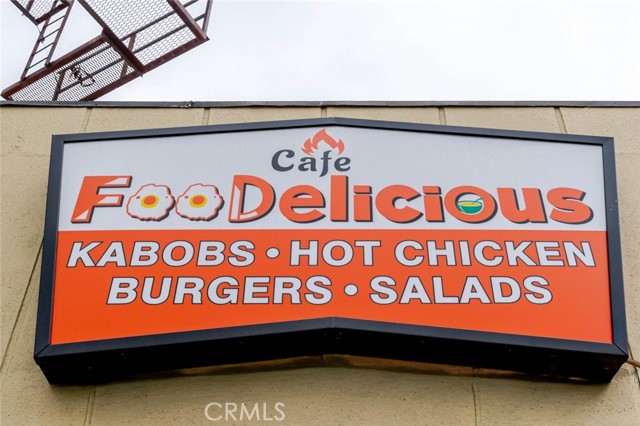 Cafe
FooDelicious
KABOBS • HOT CHICKEN
BURGERS • SALADS
CRMLS